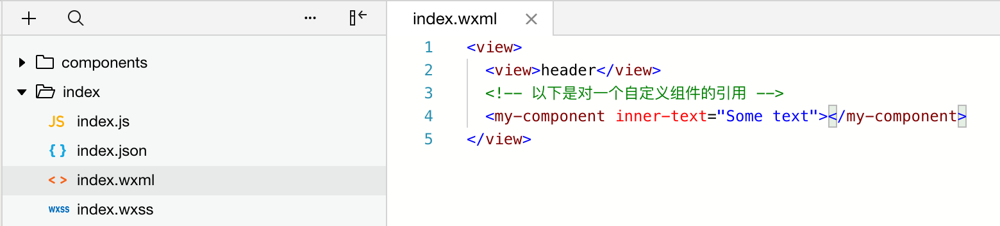 index.wxml
components
index
JS index.js
{ } index.json
< > index.wxml
wxss index.wxss
1 <view>
2 <view>header</view>
3 <!-- 以下是对一个自定义组件的引用 -->
4 <my-component inner-text="Some text"></my-component>
5 </view>